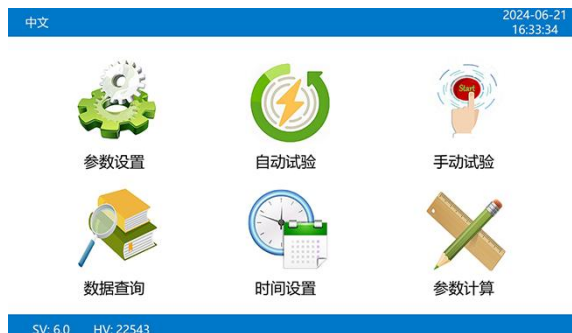 中文
2024-06-21
16:33:34
Start
参数设置
自动试验
手动试验
数据查询
时间设置
参数计算
SV: 6.0 HV: 22543